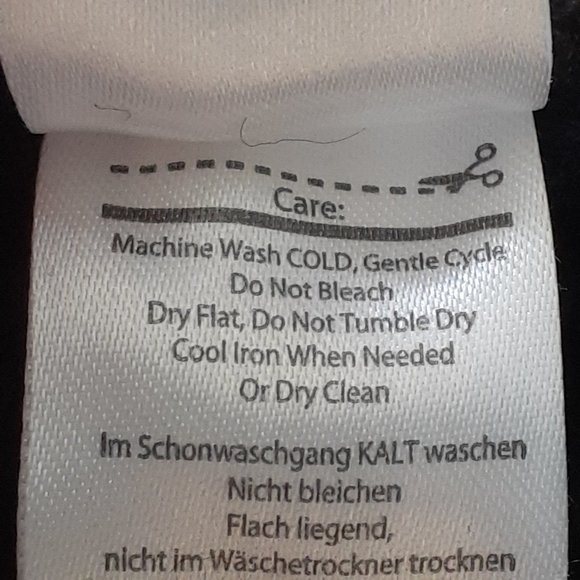 Care:
Machine Wash COLD, Gentle Cycle
Do Not Bleach
Dry Flat, Do Not Tumble Dry
Cool Iron When Needed
Or Dry Clean
Im Schonwaschgang KALT waschen
Nicht bleichen
Flach liegend,
nicht im Wäschetrockner trocknen